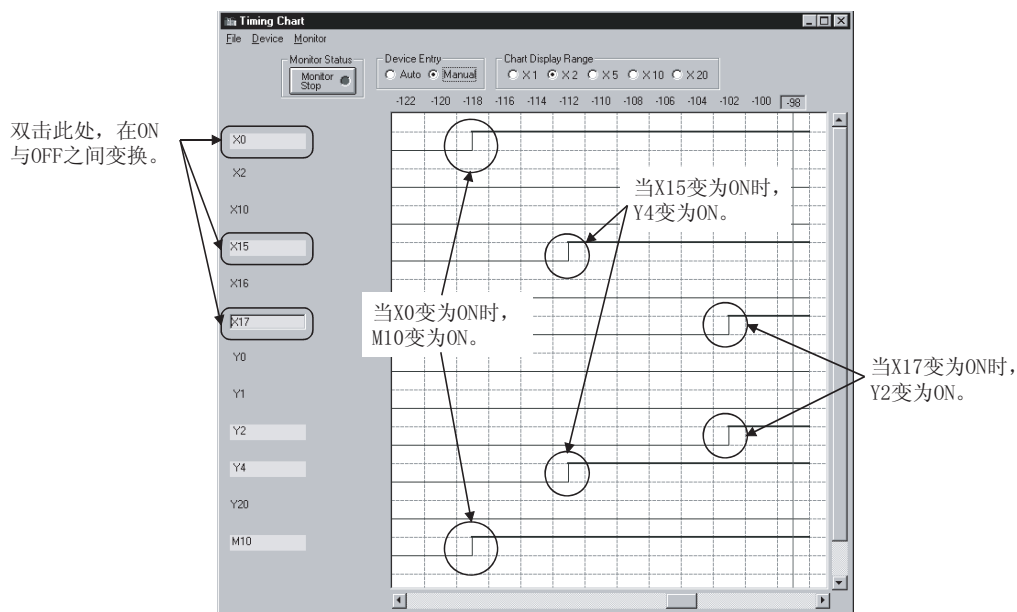 Timing Chart
File Device Monitor
Monitor Status
Monitor Stop
Device Entry
Auto Manual
Chart Display Range
X 1 X 2 X 5 X 10 X 20
-122 -120 -118 -116 -114 -112 -110 -108 -106 -104 -102 -100 -98
双击此处，在ON
与OFF之间变换。
X0
X2
X10
X15
X16
X17
Y0
Y1
Y2
Y4
Y20
M10
当X15变为ON时，
Y4变为ON。
当X0变为ON时，
M10变为ON。
当X17变为ON时，
Y2变为ON。